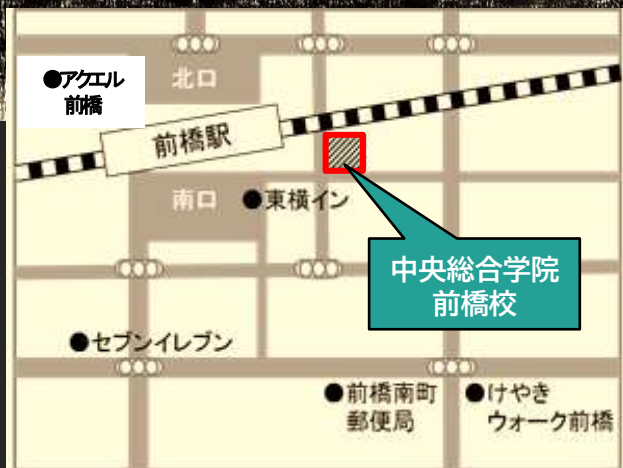 ●アクエル
前橋
北口
前橋駅
南口
●東横イン
中央総合学院
前橋校
●セブンイレブン
●前橋南町
郵便局
●けやき
ウォーク前橋